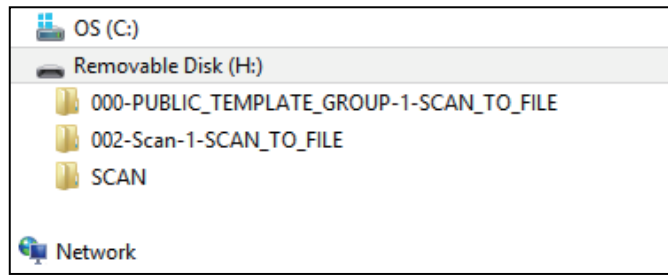 OS (C:)
Removable Disk (H:)
000-PUBLIC_TEMPLATE_GROUP-1-SCAN_TO_FILE
002-Scan-1-SCAN_TO_FILE
SCAN
Network